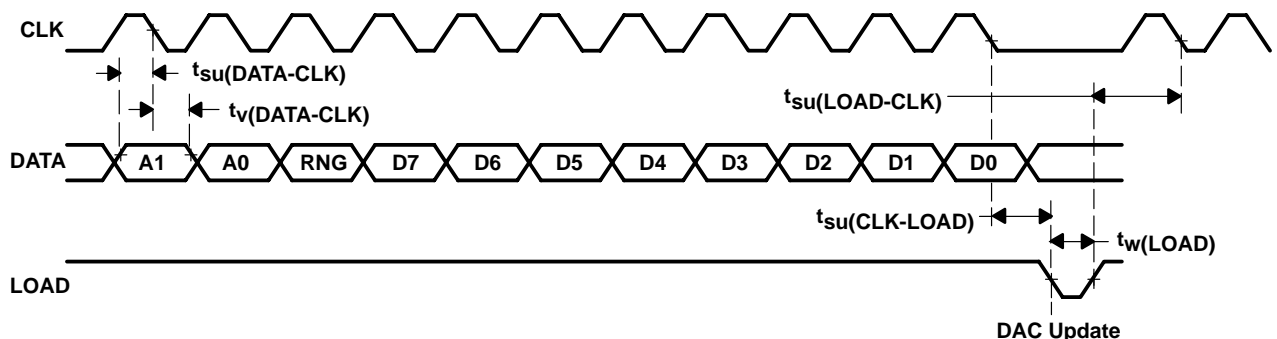 CLK
tsu(DATA-CLK)
tsu(LOAD-CLK)
tv(DATA-CLK)
DATA A1 A0 RNG D7 D6 D5 D4 D3 D2 D1 D0
tsu(CLK-LOAD)
tw(LOAD)
LOAD
DAC Update